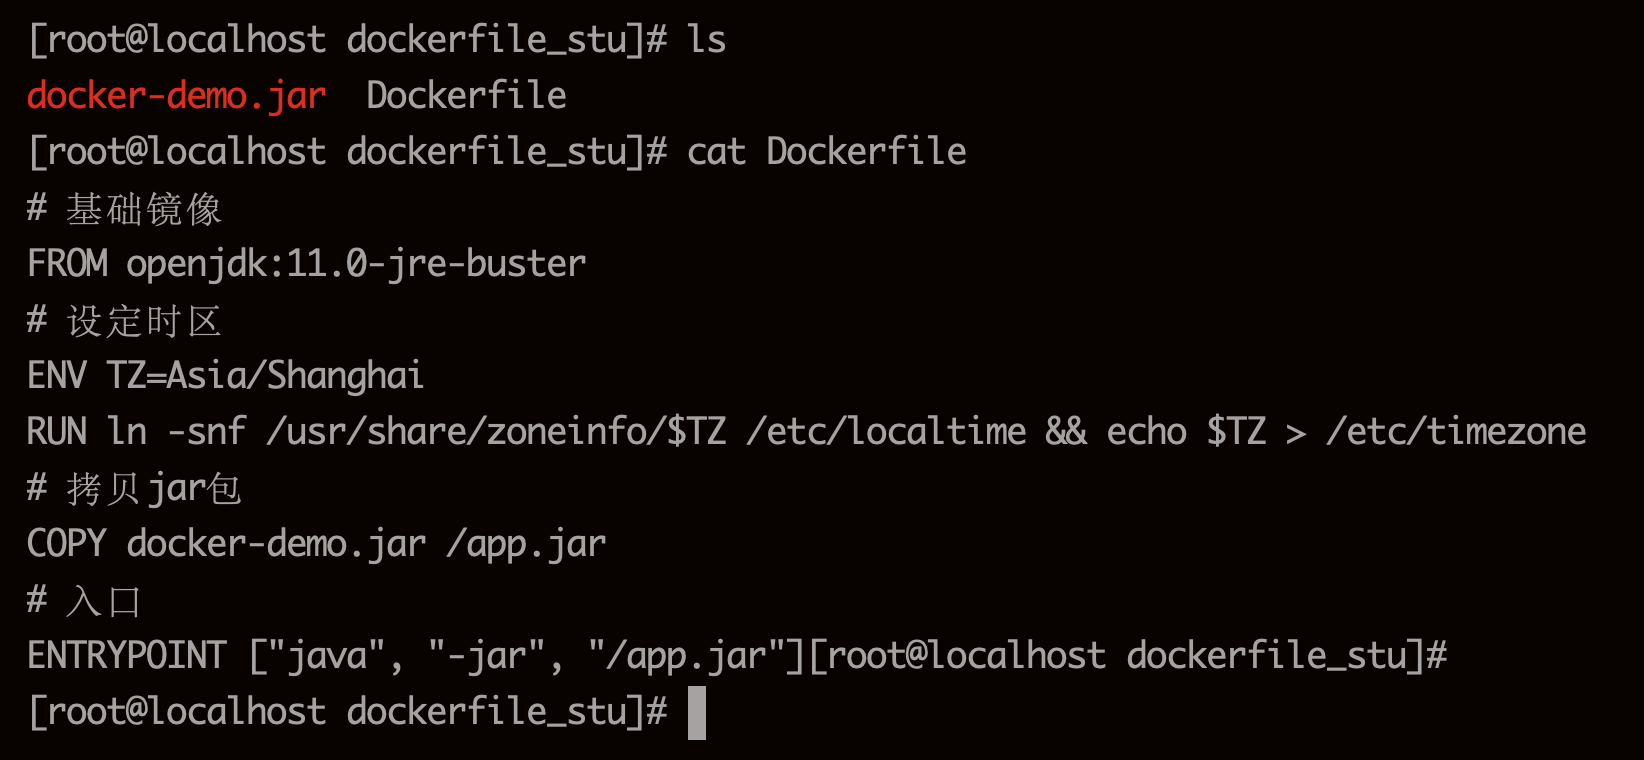 [root@localhost dockerfile_stu]# ls
docker-demo.jar  Dockerfile
[root@localhost dockerfile_stu]# cat Dockerfile
# 基础镜像
FROM openjdk:11.0-jre-buster
# 设定时区
ENV TZ=Asia/Shanghai
RUN ln -snf /usr/share/zoneinfo/$TZ /etc/localtime && echo $TZ > /etc/timezone
# 拷贝jar包
COPY docker-demo.jar /app.jar
# 入口
ENTRYPOINT ["java", "-jar", "/app.jar"][root@localhost dockerfile_stu]#
[root@localhost dockerfile_stu]#